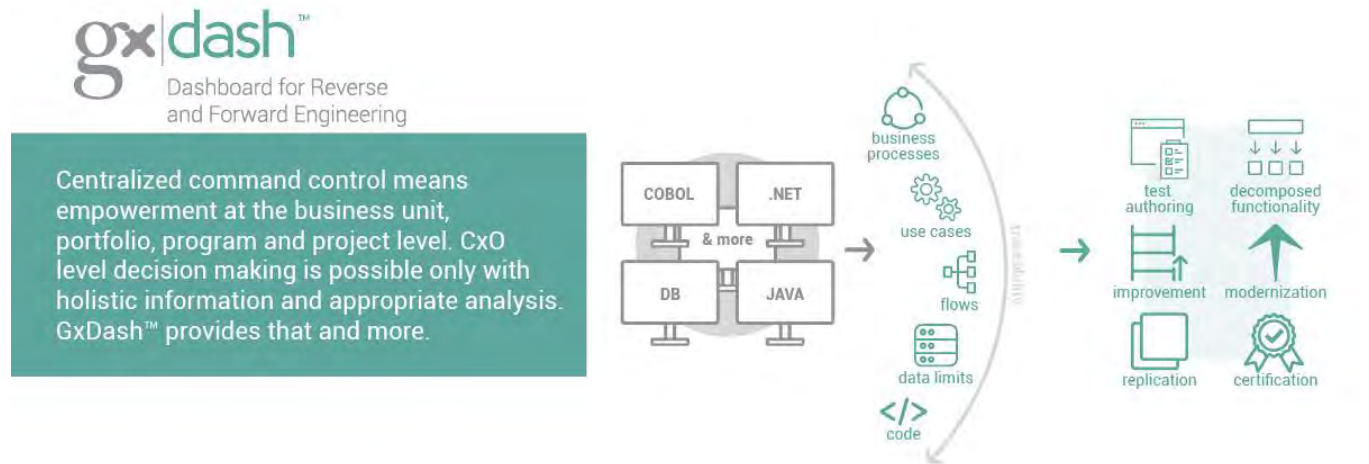 gx|dash™
Dashboard for Reverse
and Forward Engineering
Centralized command control means
empowerment at the business unit,
portfolio, program and project level. CxO
level decision making is possible only with
holistic information and appropriate analysis.
GxDash™ provides that and more.
COBOL
.NET
& more
DB
JAVA
business
processes
use cases
flows
data limits
</>
code
traceability
test
authoring
decomposed
functionality
improvement
modernization
replication
certification